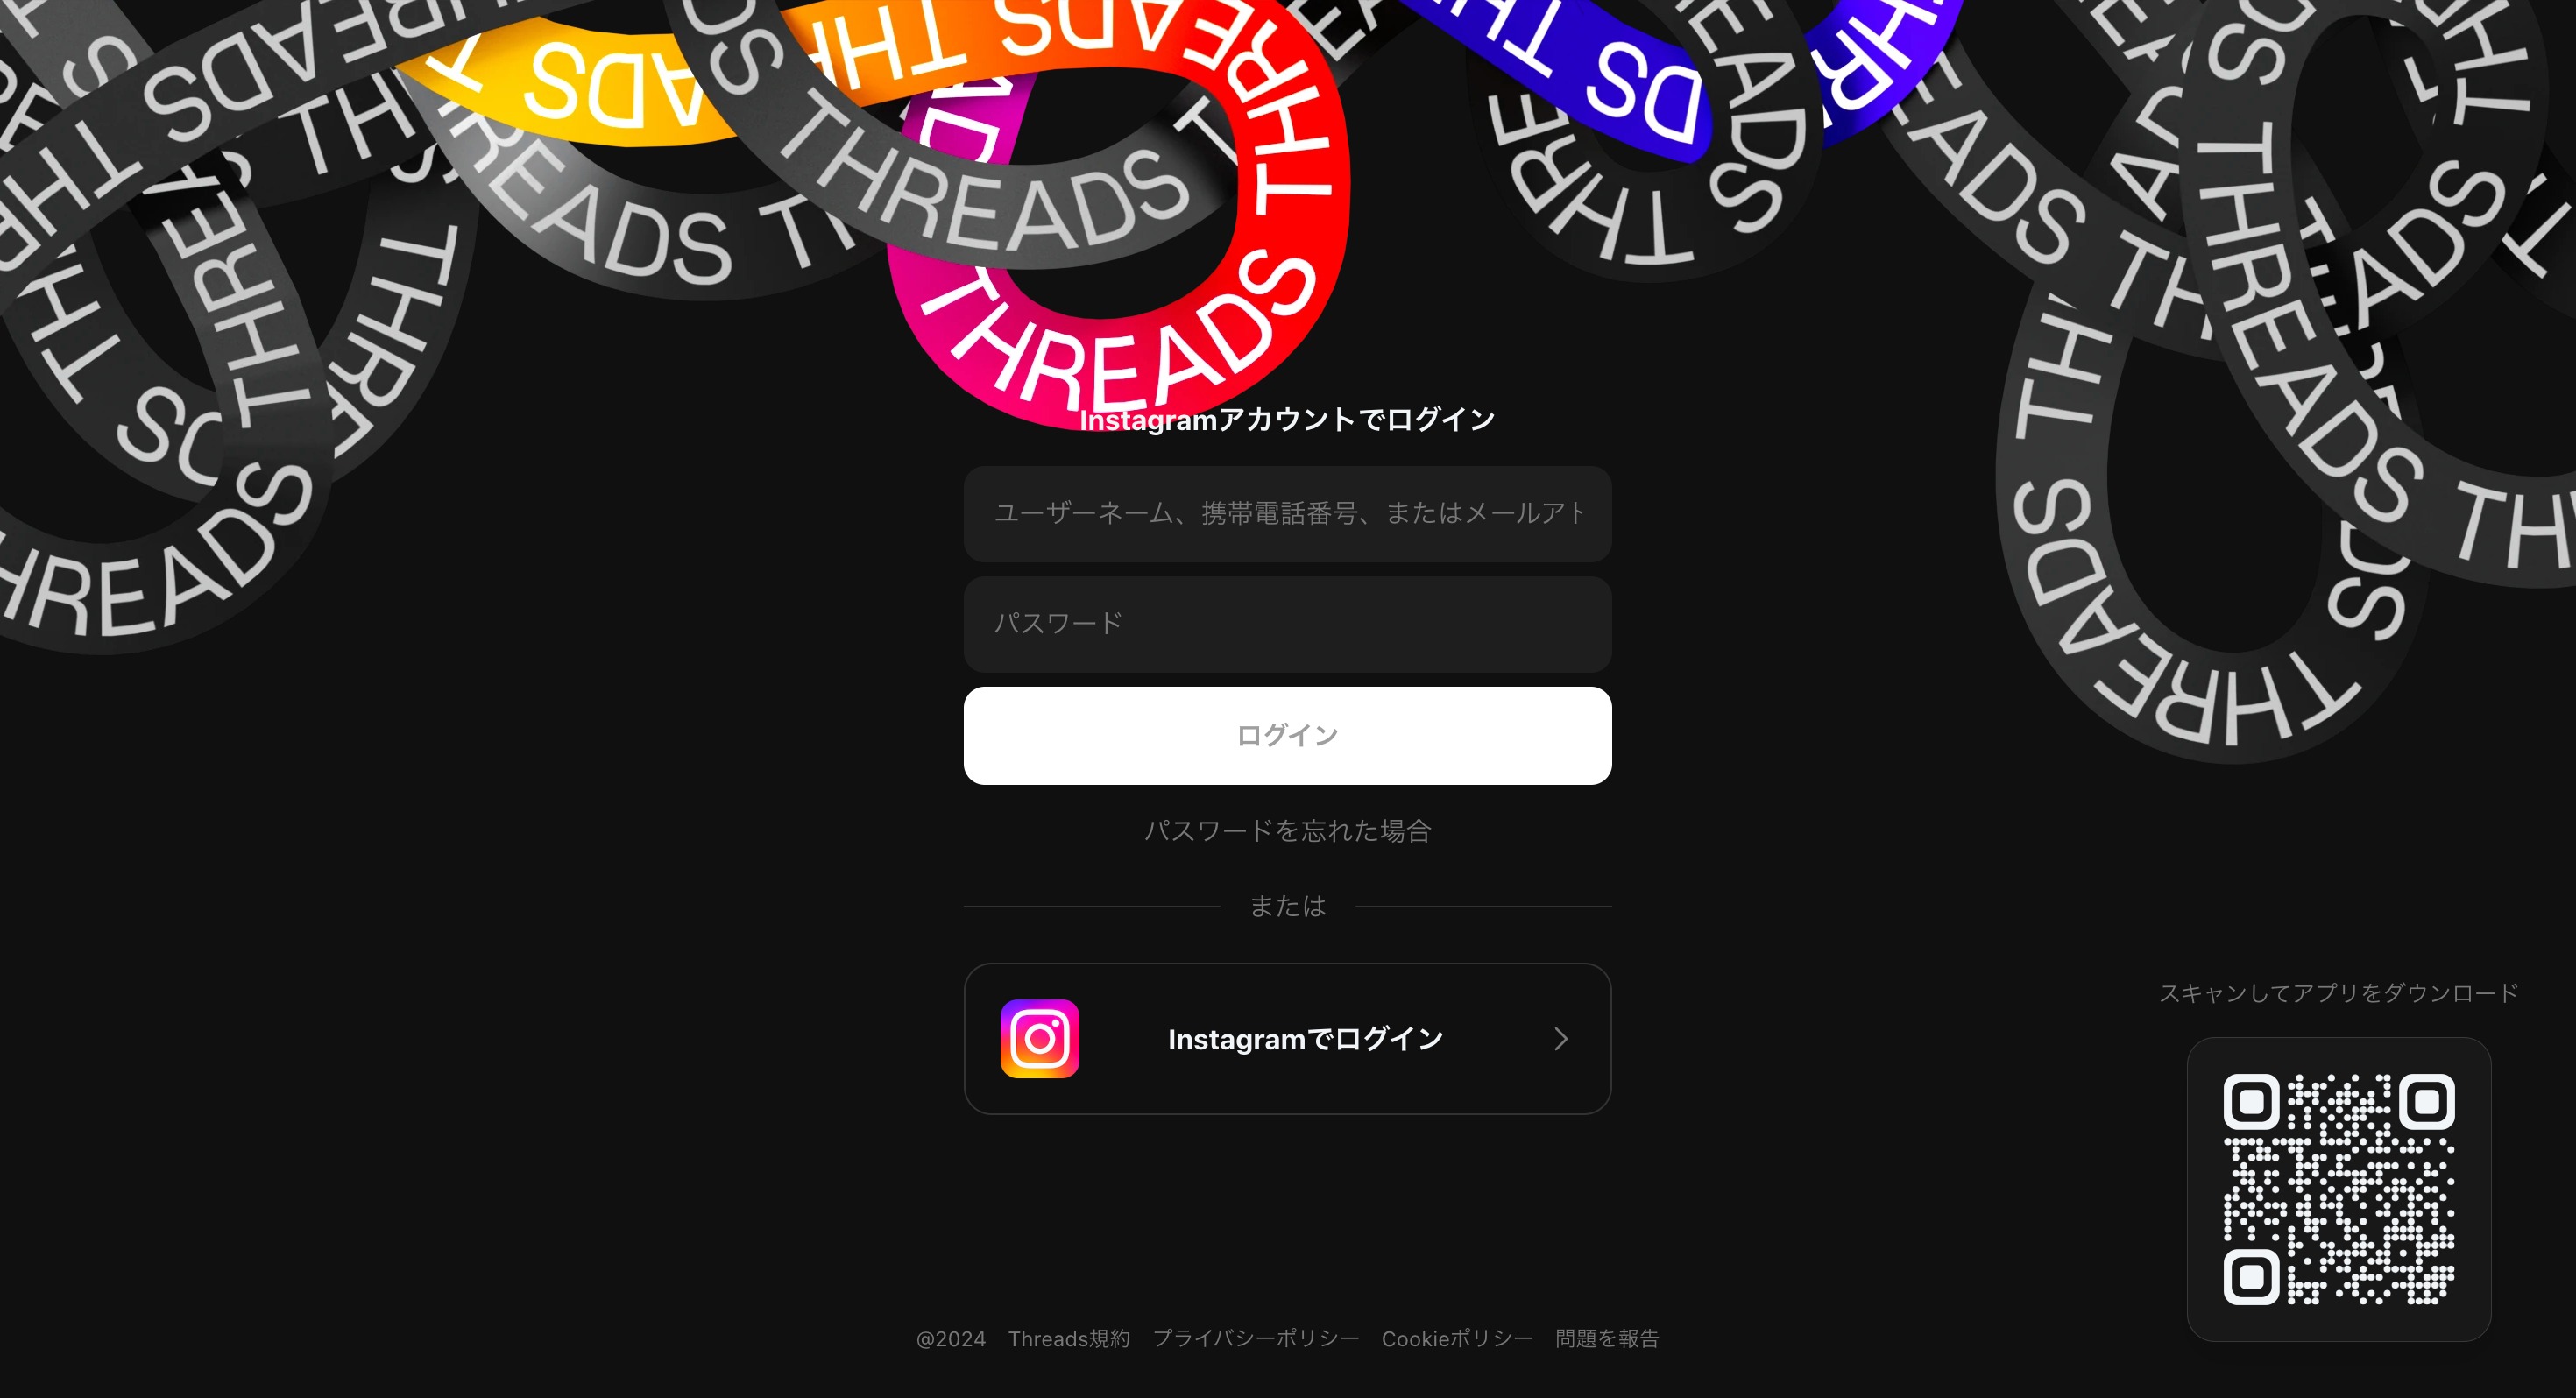 THREADS THREADS THREADS
Instagramアカウントでログイン
ユーザーネーム、携帯電話番号、またはメールアト
パスワード
ログイン
パスワードを忘れた場合
または
Instagramでログイン
スキャンしてアプリをダウンロード
@2024 Threads規約 プライバシーポリシー Cookieポリシー 問題を報告